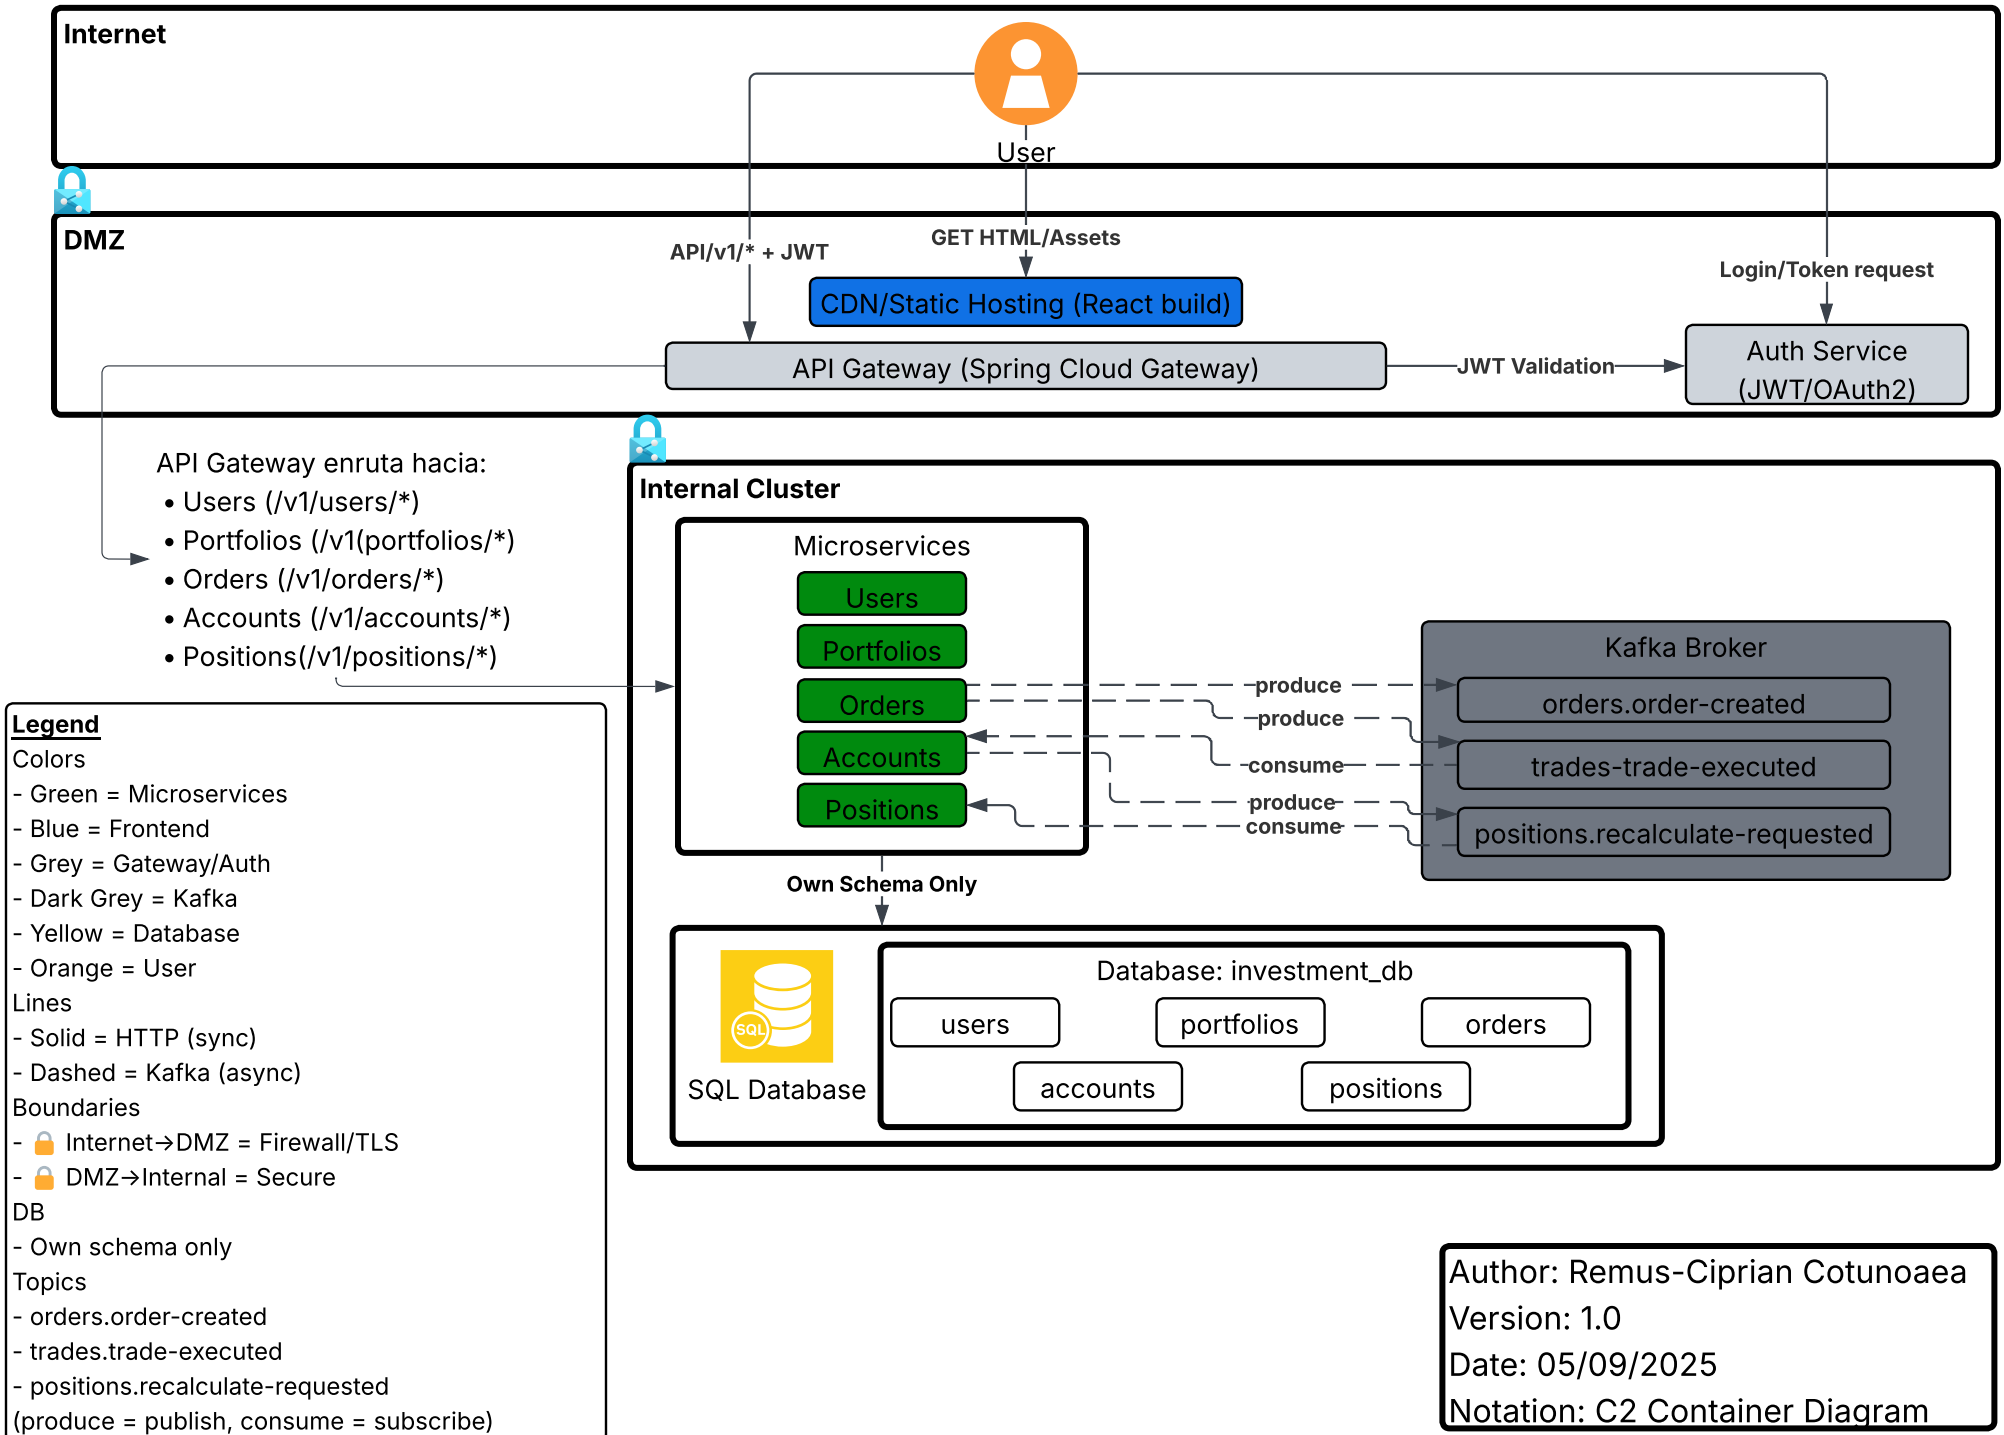 Internet
User
DMZ
API/v1/* + JWT
GET HTML/Assets
Login/Token request
CDN/Static Hosting (React build)
API Gateway (Spring Cloud Gateway)
JWT Validation
Auth Service
(JWT/OAuth2)
API Gateway enruta hacia:
• Users (/v1/users/*)
• Portfolios (/v1(portfolios/*)
• Orders (/v1/orders/*)
• Accounts (/v1/accounts/*)
• Positions(/v1/positions/*)
Internal Cluster
Microservices
Users
Portfolios
Orders
Accounts
Positions
produce
produce
consume
produce
consume
Kafka Broker
orders.order-created
trades-trade-executed
positions.recalculate-requested
Own Schema Only
SQL
SQL Database
Database: investment_db
users
portfolios
orders
accounts
positions
Legend
Colors
- Green = Microservices
- Blue = Frontend
- Grey = Gateway/Auth
- Dark Grey = Kafka
- Yellow = Database
- Orange = User
Lines
- Solid = HTTP (sync)
- Dashed = Kafka (async)
Boundaries
- 🔒 Internet→DMZ = Firewall/TLS
- 🔒 DMZ→Internal = Secure
DB
- Own schema only
Topics
- orders.order-created
- trades.trade-executed
- positions.recalculate-requested
(produce = publish, consume = subscribe)
Author: Remus-Ciprian Cotunoaea
Version: 1.0
Date: 05/09/2025
Notation: C2 Container Diagram